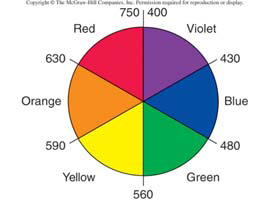 Copyright © The McGraw-Hill Companies, Inc. Permission required for reproduction or display.
750 400
Red Violet
630 430
Orange Blue
590 480
Yellow Green
560